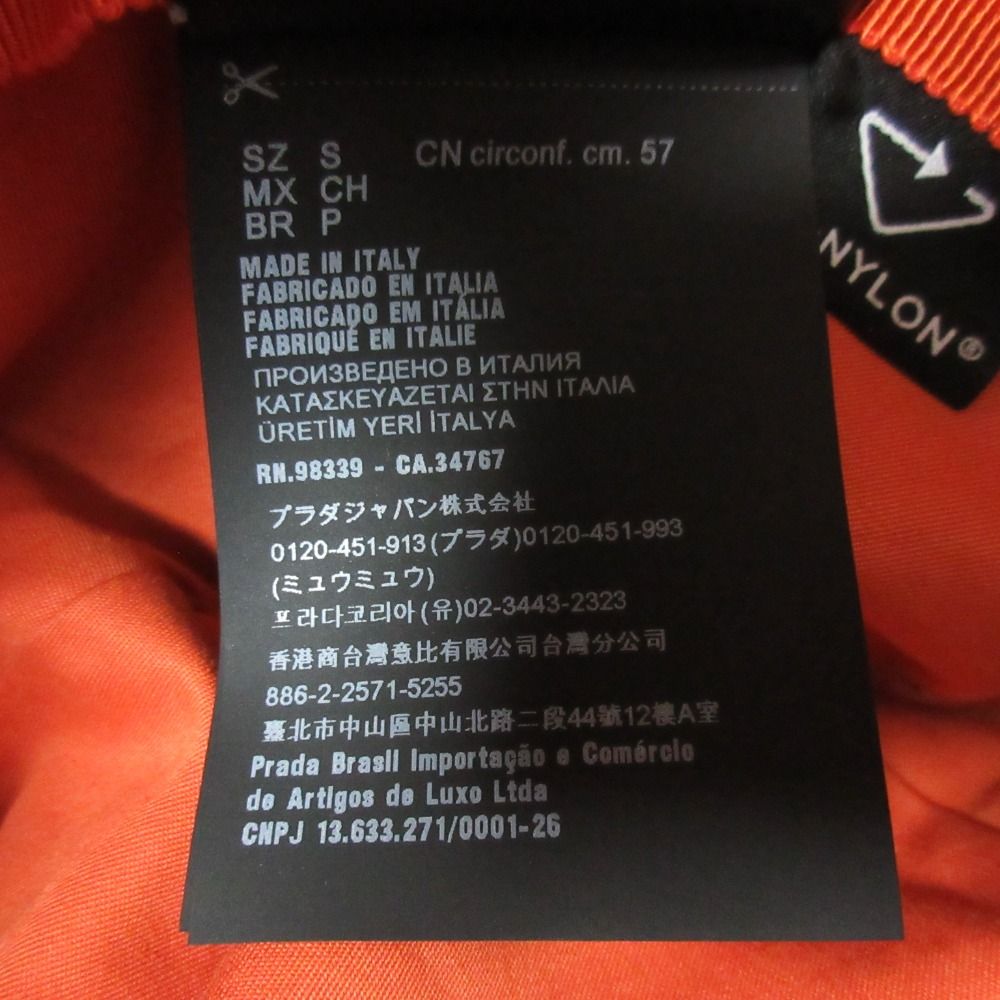 SZ S CN circonf. cm. 57
MX CH
BR P
MADE IN ITALY
FABRICADO EN ITALIA
FABRICADO EM ITÁLIA
FABRIQUÉ EN ITALIE
ПРОИЗВЕДЕНО В ИТАЛИЯ
ΚΑΤΑΣΚΕΥΑΖΕΤΑΙ ΣΤΗΝ ΙΤΑΛΙΑ
ÜRETİM YERİ İTALYA
RN.98339 - CA.34767
プラダジャパン株式会社
0120-451-913(プラダ)0120-451-993
(ミュウミュウ)
프라다코리아(유)02-3443-2323
香港商台灣意比有限公司台灣分公司
886-2-2571-5255
臺北市中山區中山北路二段44號12樓A室
Prada Brasil Importação e Comércio
de Artigos de Luxo Ltda
CNPJ 13.633.271/0001-26
NYLON®